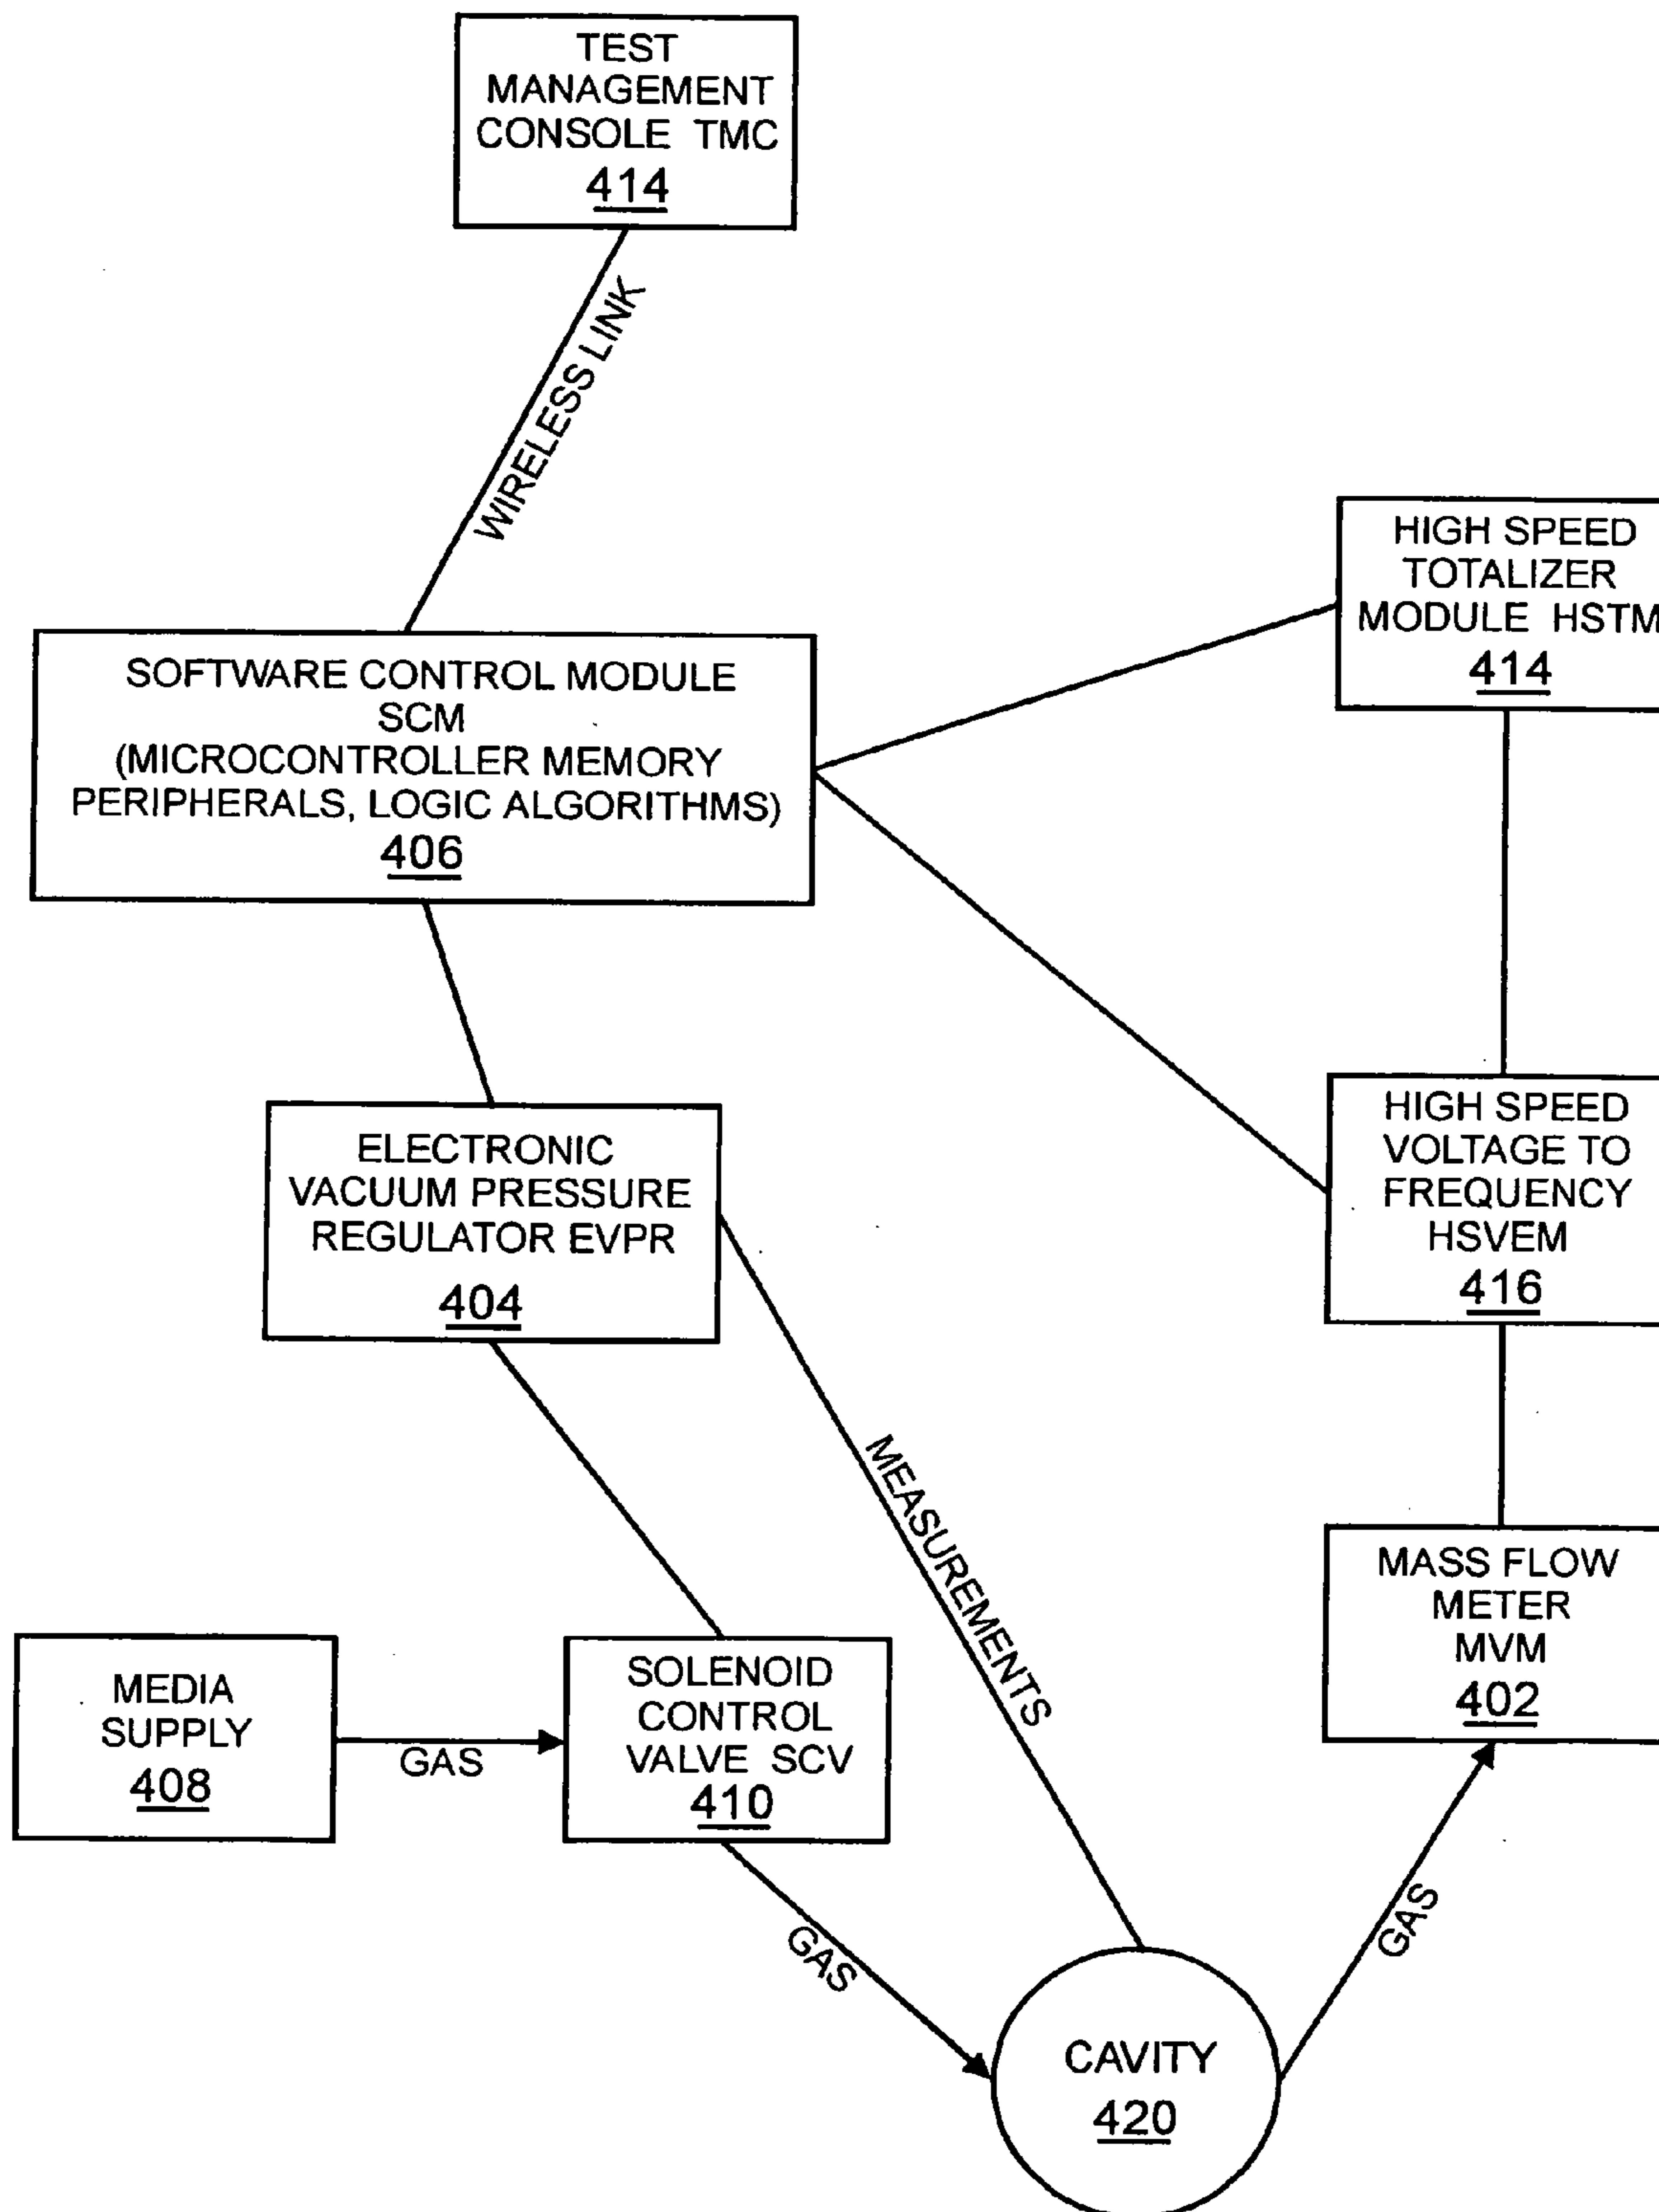 TEST
MANAGEMENT
CONSOLE TMC
414
WIRELESS LINK
HIGH SPEED
TOTALIZER
MODULE HSTM
414
SOFTWARE CONTROL MODULE
SCM
(MICROCONTROLLER MEMORY
PERIPHERALS, LOGIC ALGORITHMS)
406
HIGH SPEED
VOLTAGE TO
FREQUENCY
HSVEM
416
ELECTRONIC
VACUUM PRESSURE
REGULATOR EVPR
404
MEASUREMENTS
MASS FLOW
METER
MVM
402
MEDIA
SUPPLY
408
GAS
SOLENOID
CONTROL
VALVE SCV
410
GAS
GAS
CAVITY
420